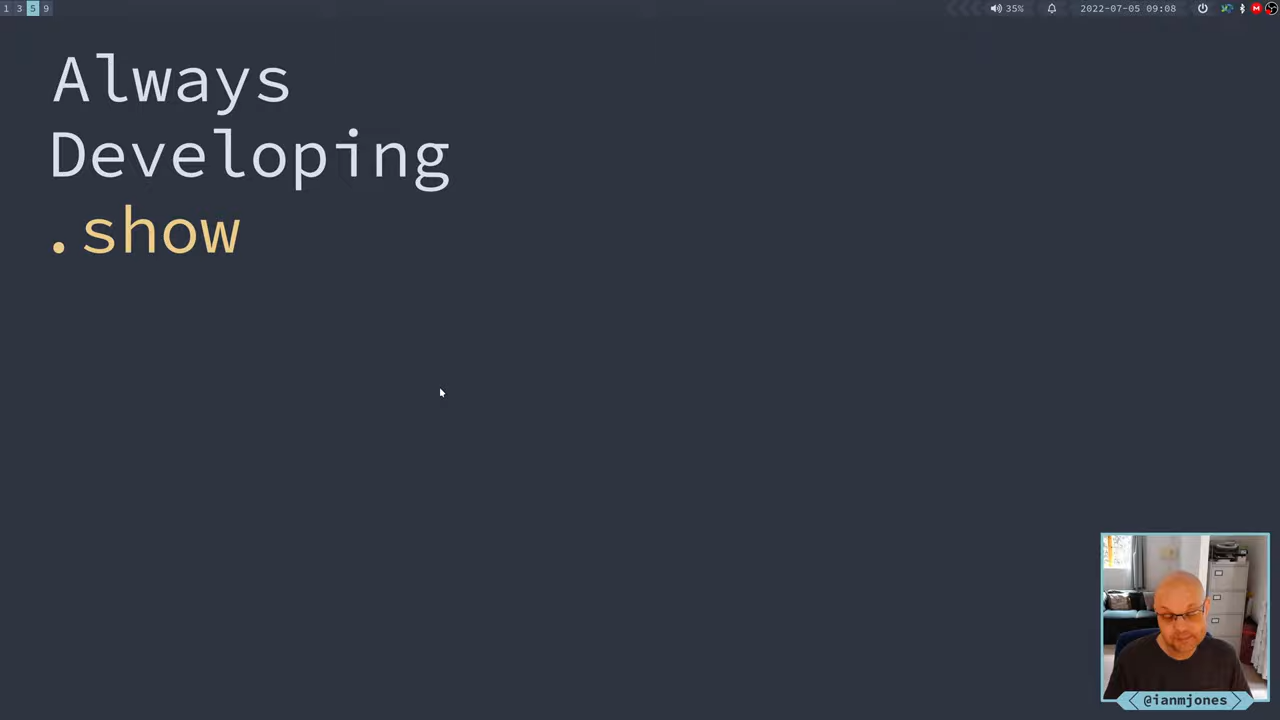 1 3 5 9
35%
2022-07-05 09:08
Always
Developing
.show
@ianmjones